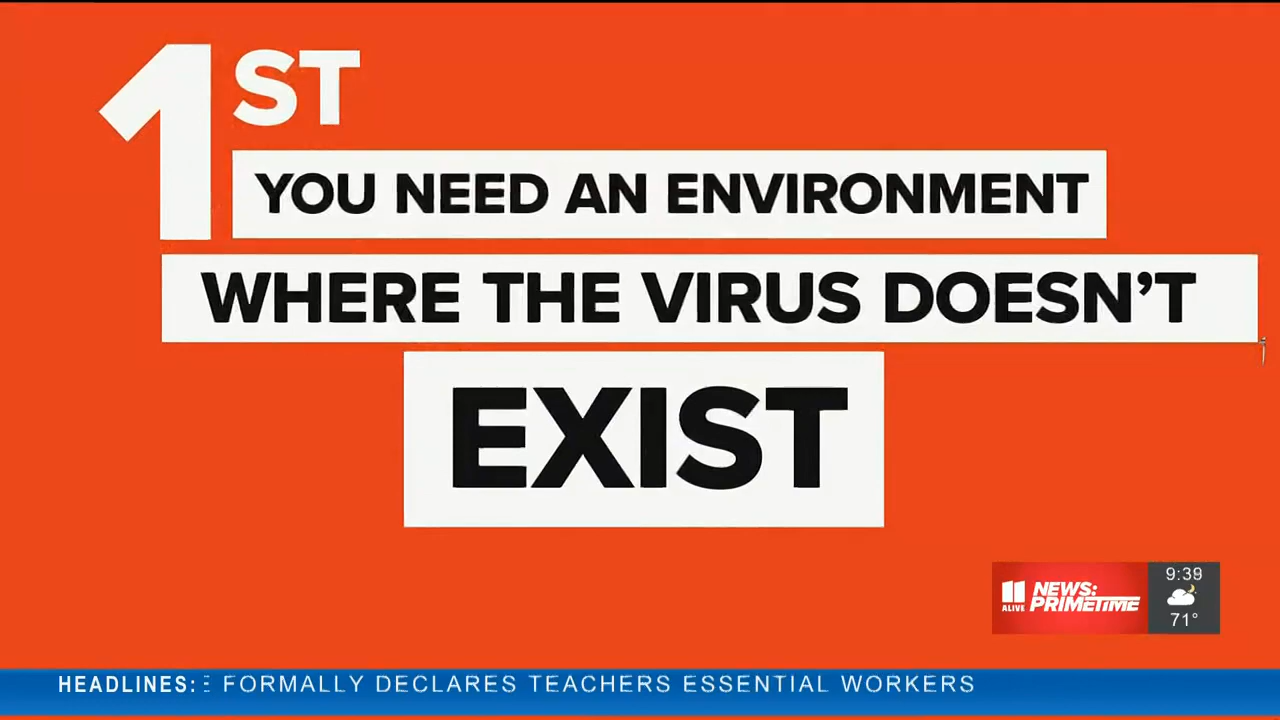 1ST
YOU NEED AN ENVIRONMENT
WHERE THE VIRUS DOESN’T
EXIST
11 ALIVE NEWS: PRIMETIME
9:39
71°
HEADLINES: FORMALLY DECLARES TEACHERS ESSENTIAL WORKERS